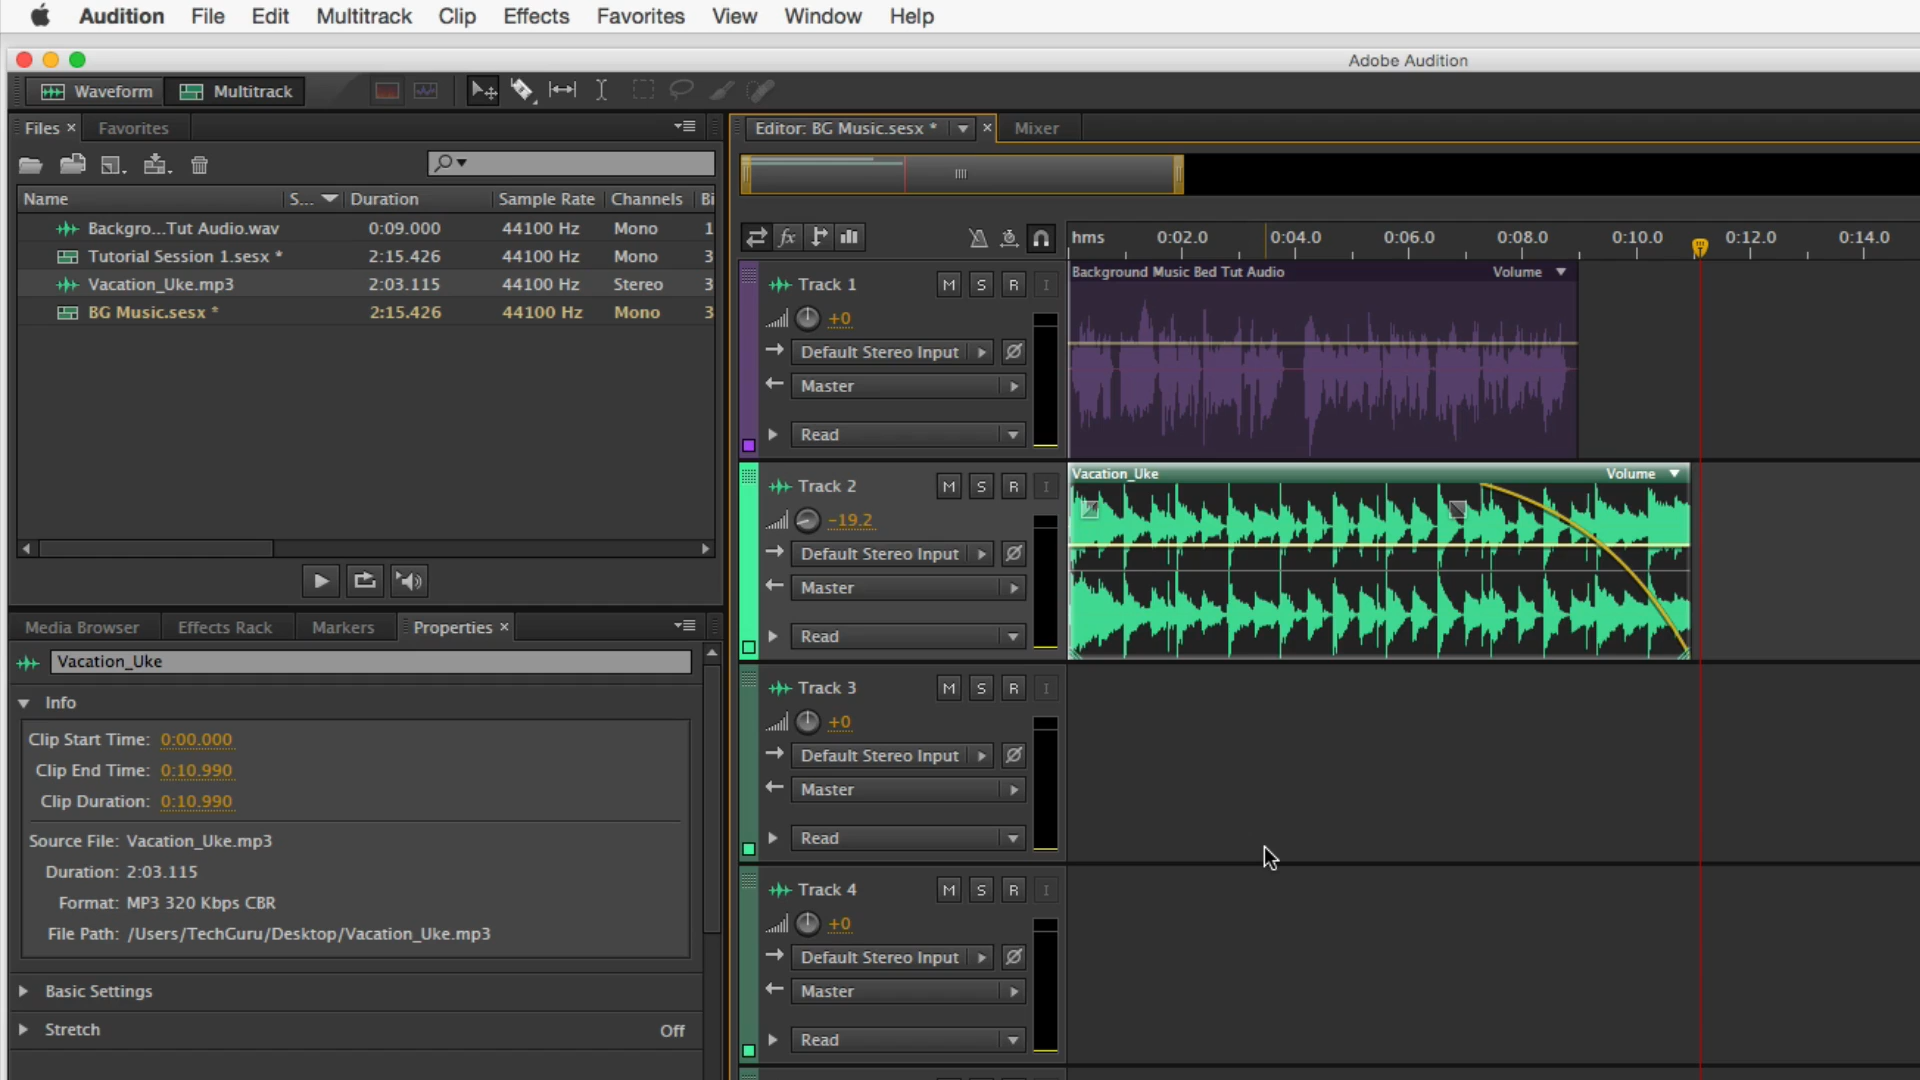 Audition File Edit Multitrack Clip Effects Favorites View Window Help
Adobe Audition
Waveform Multitrack
Files × Favorites
Editor: BG Music.sesx * × Mixer
Name S... Duration Sample Rate Channels Bi
Backgro...Tut Audio.wav 0:09.000 44100 Hz Mono 1
Tutorial Session 1.sesx * 2:15.426 44100 Hz Mono 3
Vacation_Uke.mp3 2:03.115 44100 Hz Stereo 3
BG Music.sesx * 2:15.426 44100 Hz Mono 3
fx
hms 0:02.0 0:04.0 0:06.0 0:08.0 0:10.0 0:12.0 0:14.0
Track 1 M S R I
+0
Default Stereo Input
Master
Read
Background Music Bed Tut Audio Volume
Track 2 M S R I
-19.2
Default Stereo Input
Master
Read
Vacation_Uke Volume
Track 3 M S R I
+0
Default Stereo Input
Master
Read
Track 4 M S R I
+0
Default Stereo Input
Master
Read
Media Browser Effects Rack Markers Properties ×
Vacation_Uke
Info
Clip Start Time: 0:00.000
Clip End Time: 0:10.990
Clip Duration: 0:10.990
Source File: Vacation_Uke.mp3
Duration: 2:03.115
Format: MP3 320 Kbps CBR
File Path: /Users/TechGuru/Desktop/Vacation_Uke.mp3
Basic Settings
Stretch Off